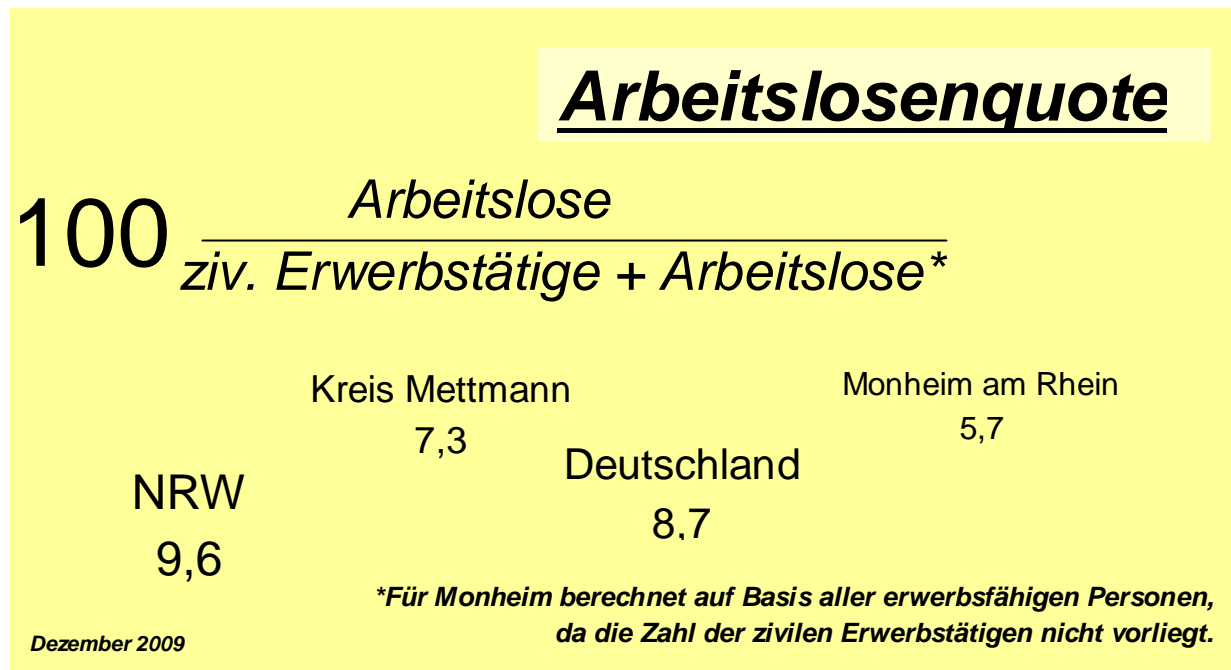 Arbeitslosenquote
100
Arbeitslose
ziv. Erwerbstätige + Arbeitslose*
Kreis Mettmann
7,3
Monheim am Rhein
5,7
Deutschland
8,7
NRW
9,6
*Für Monheim berechnet auf Basis aller erwerbsfähigen Personen,
da die Zahl der zivilen Erwerbstätigen nicht vorliegt.
Dezember 2009